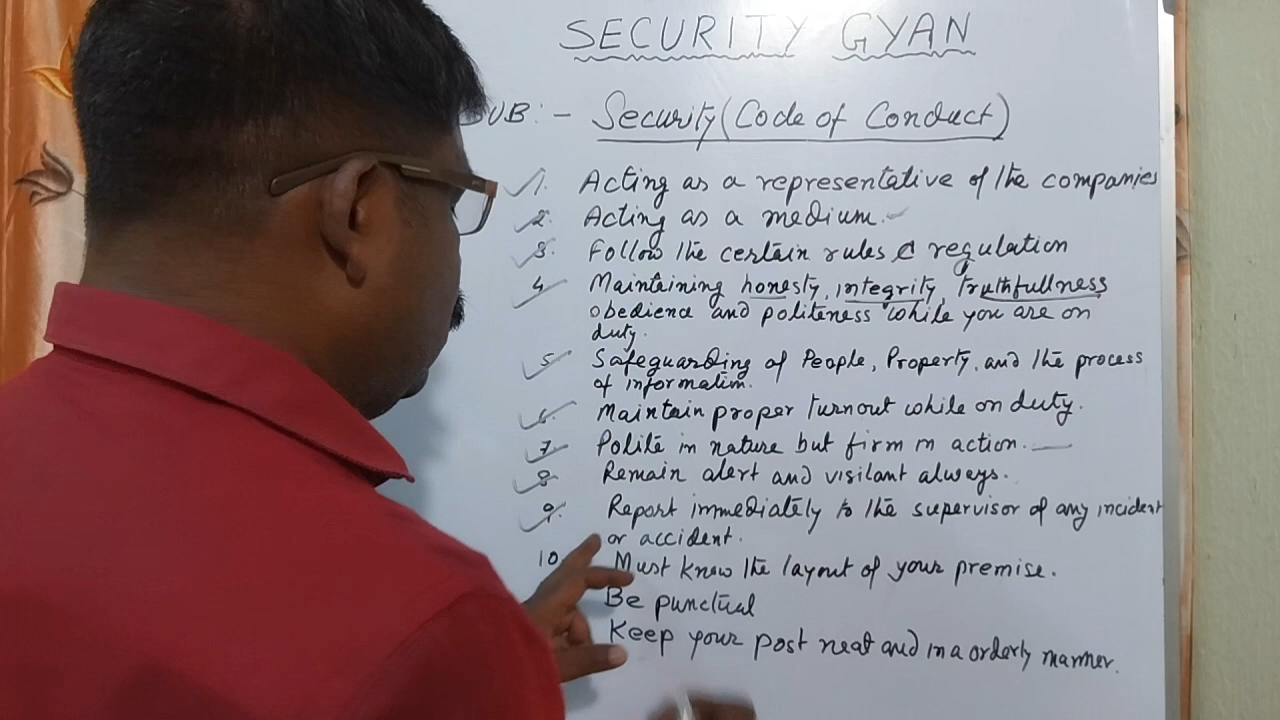 SECURITY GYAN
SUB:- Security (Code of Conduct)
1. Acting as a representative of the companies
2. Acting as a medium.
3. Follow the certain rules & regulation
4. Maintaining honesty, integrity, truthfullness
obedience and politeness while you are on
duty.
5. Safeguarding of People, Property, and the process
of information.
6. Maintain proper turnout while on duty.
7. Polite in nature but firm in action.
8. Remain alert and visilant always.
9. Report immediately to the supervisor of any incident
or accident.
10. Must know the layout of your premise.
Be punctual
Keep your post neat and in a orderly manner.